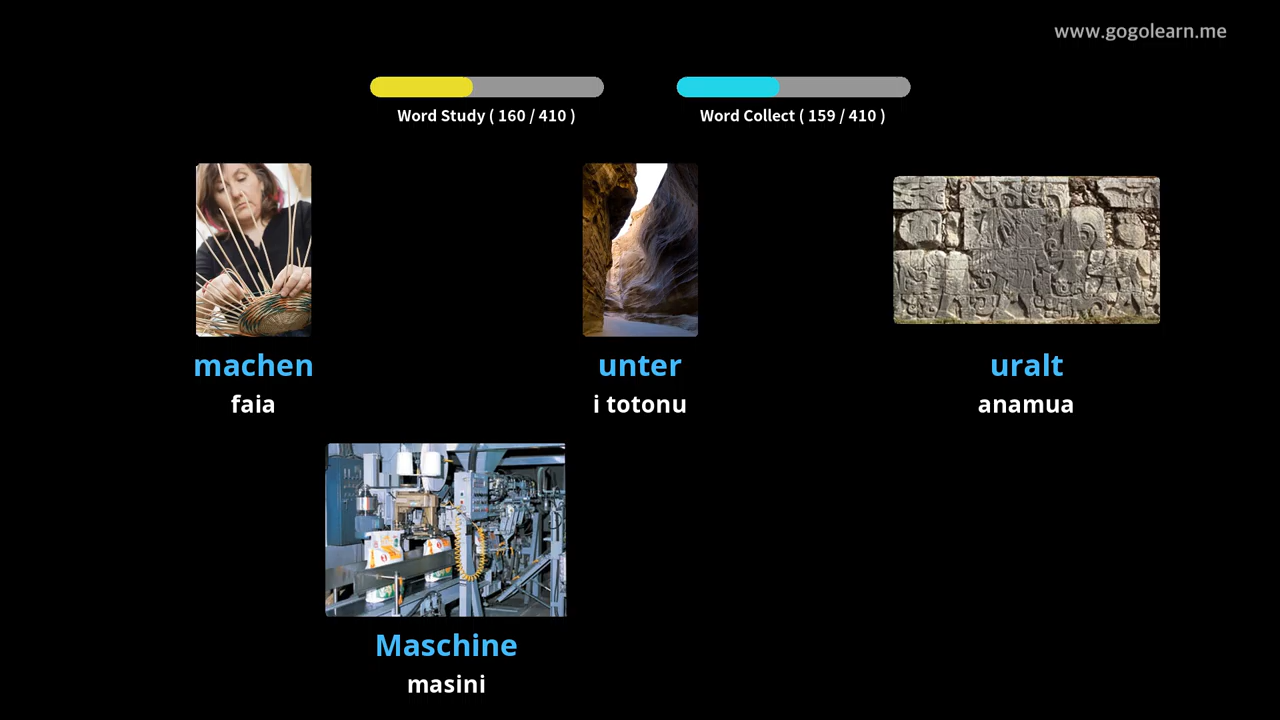 www.gogolearn.me
Word Study ( 160 / 410 )
Word Collect ( 159 / 410 )
machen
faia
unter
i totonu
uralt
anamua
Maschine
masini